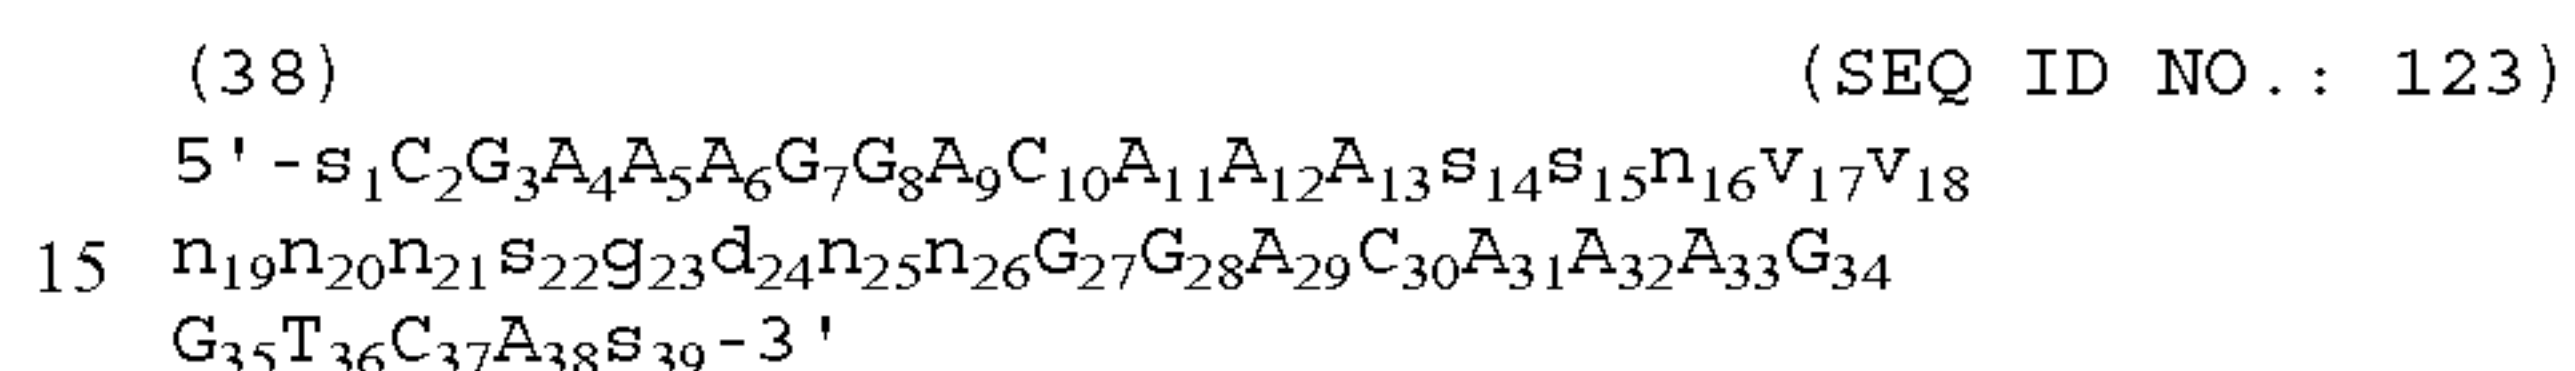 (38) (SEQ ID NO.: 123)
5'-s₁C₂G₃A₄A₅A₆G₇G₈A₉C₁₀A₁₁A₁₂A₁₃s₁₄s₁₅n₁₆v₁₇v₁₈
15 n₁₉n₂₀n₂₁s₂₂g₂₃d₂₄n₂₅n₂₆G₂₇G₂₈A₂₉C₃₀A₃₁A₃₂A₃₃G₃₄
G₃₅T₃₆C₃₇A₃₈s₃₉-3'